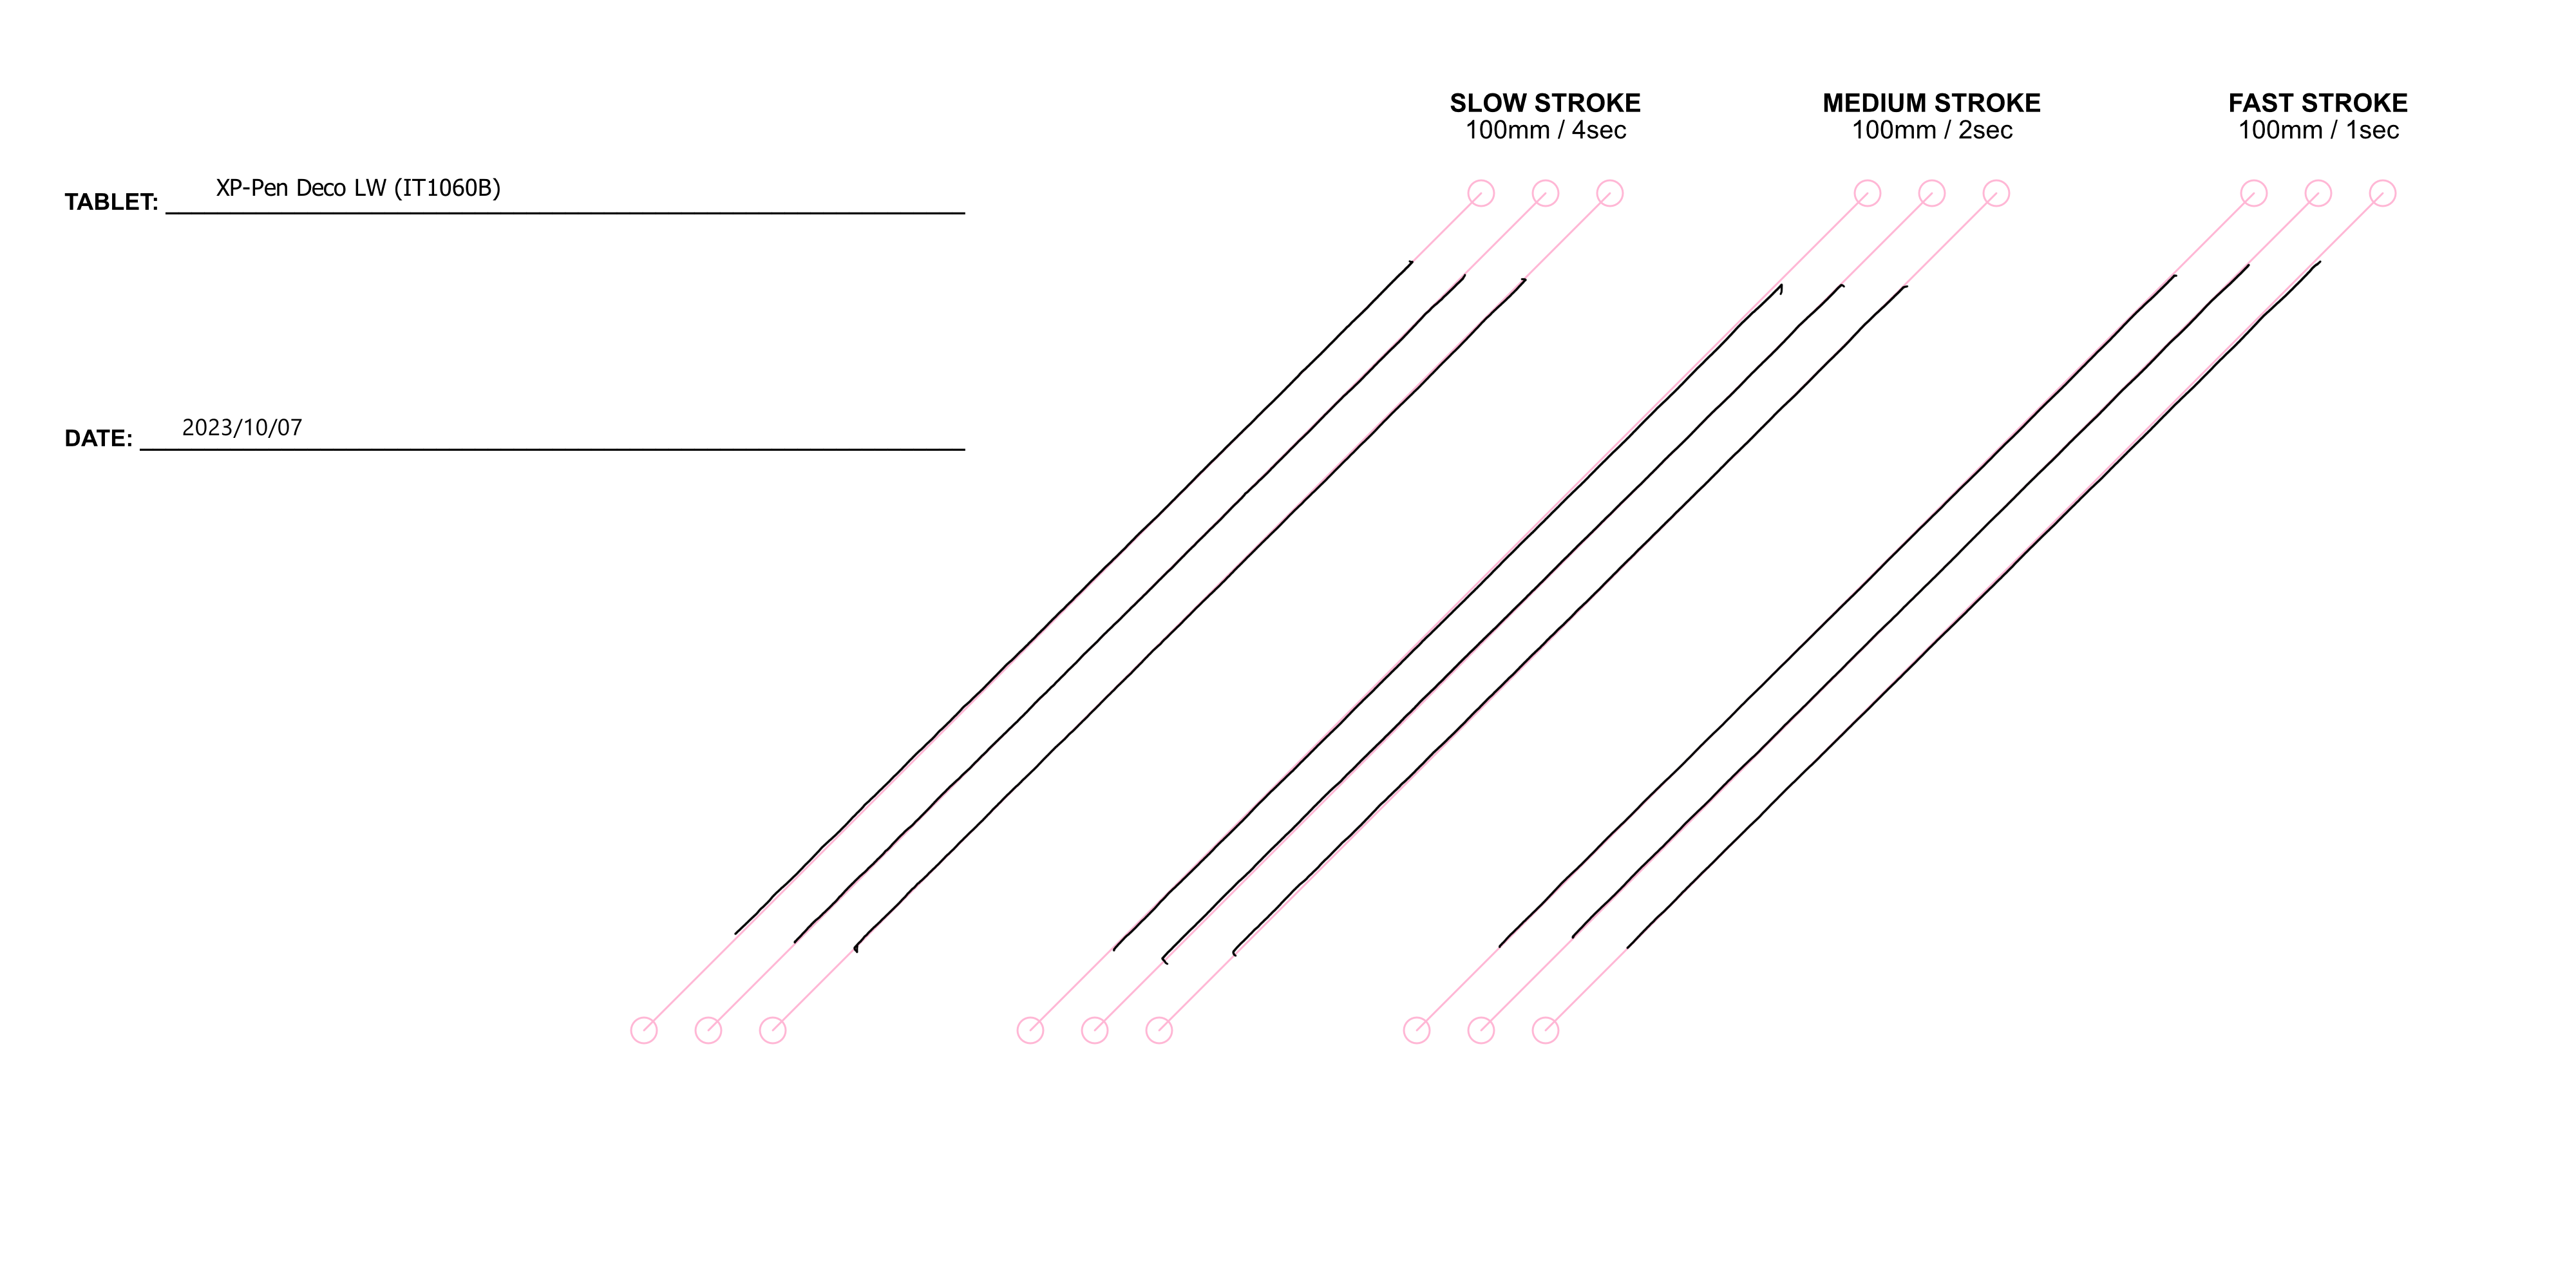 SLOW STROKE
100mm / 4sec
MEDIUM STROKE
100mm / 2sec
FAST STROKE
100mm / 1sec
TABLET: XP-Pen Deco LW (IT1060B)
DATE: 2023/10/07